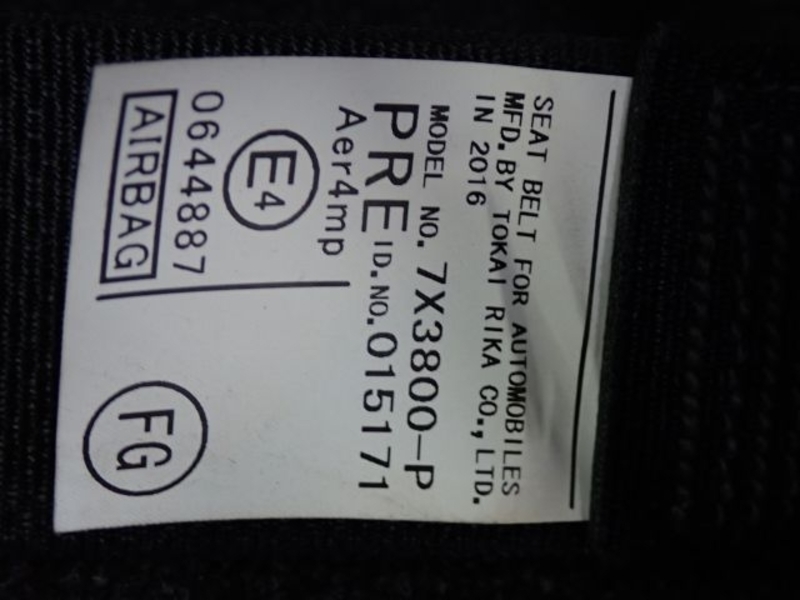 SEAT BELT FOR AUTOMOBILES
MFD. BY TOKAI RIKA CO., LTD.
IN 2016
MODEL NO. 7X3800-P
PRE ID. NO. 015171
Aer4mp
E4
0644887
AIRBAG
FG